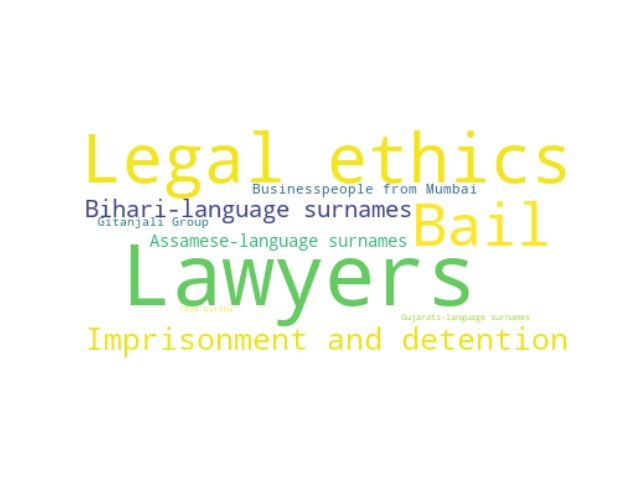 Legal ethics
Businesspeople from Mumbai
Bihari-language surnames
Bail
Gitanjali Group
Assamese-language surnames
Lawyers
births
Gujarati-language surnames
Imprisonment and detention